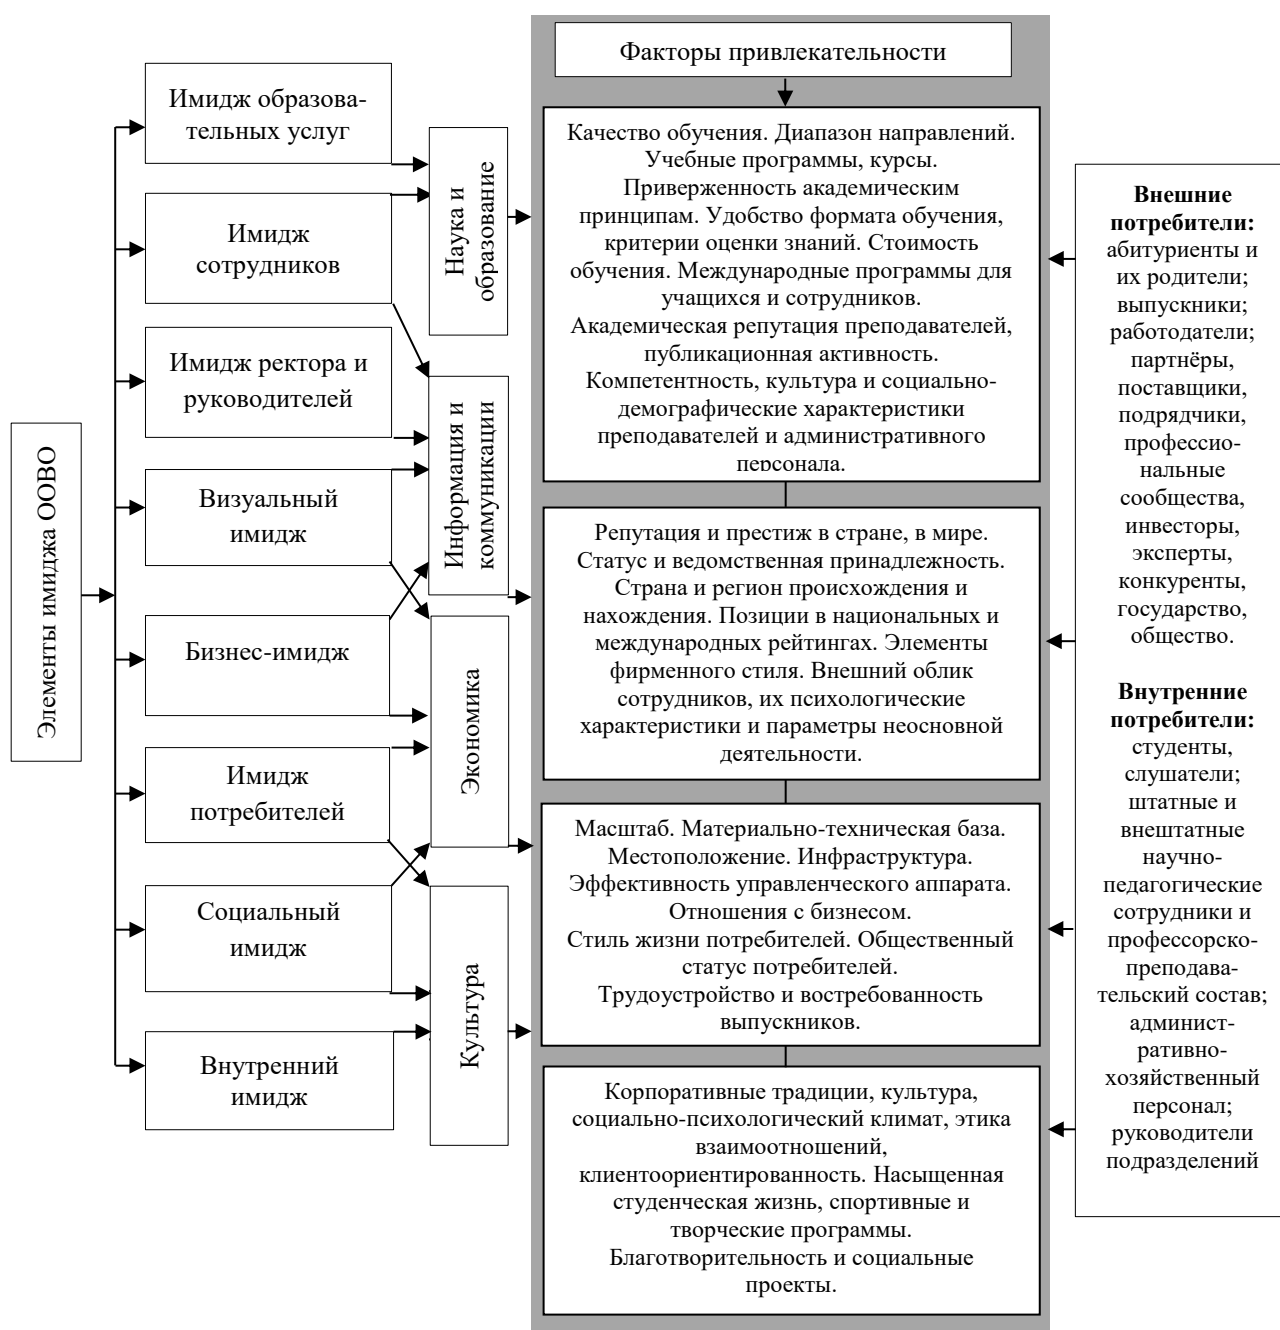 Элементы имиджа ООВО
Имидж образова-
тельных услуг
Имидж
сотрудников
Имидж ректора и
руководителей
Визуальный
имидж
Бизнес-имидж
Имидж
потребителей
Социальный
имидж
Внутренний
имидж
Наука и
образование
Информация и
коммуникации
Экономика
Культура
Факторы привлекательности
Качество обучения. Диапазон направлений.
Учебные программы, курсы.
Приверженность академическим
принципам. Удобство формата обучения,
критерии оценки знаний. Стоимость
обучения. Международные программы для
учащихся и сотрудников.
Академическая репутация преподавателей,
публикационная активность.
Компетентность, культура и социально-
демографические характеристики
преподавателей и административного
персонала.
Репутация и престиж в стране, в мире.
Статус и ведомственная принадлежность.
Страна и регион происхождения и
нахождения. Позиции в национальных и
международных рейтингах. Элементы
фирменного стиля. Внешний облик
сотрудников, их психологические
характеристики и параметры неосновной
деятельности.
Масштаб. Материально-техническая база.
Местоположение. Инфраструктура.
Эффективность управленческого аппарата.
Отношения с бизнесом.
Стиль жизни потребителей. Общественный
статус потребителей.
Трудоустройство и востребованность
выпускников.
Корпоративные традиции, культура,
социально-психологический климат, этика
взаимоотношений,
клиентоориентированность. Насыщенная
студенческая жизнь, спортивные и
творческие программы.
Благотворительность и социальные
проекты.
Внешние
потребители:
абитуриенты и
их родители;
выпускники;
работодатели;
партнёры,
поставщики,
подрядчики,
профессио-
нальные
сообщества,
инвесторы,
эксперты,
конкуренты,
государство,
общество.
Внутренние
потребители:
студенты,
слушатели;
штатные и
внештатные
научно-
педагогические
сотрудники и
профессорско-
преподава-
тельский состав;
админист-
ративно-
хозяйственный
персонал;
руководители
подразделений